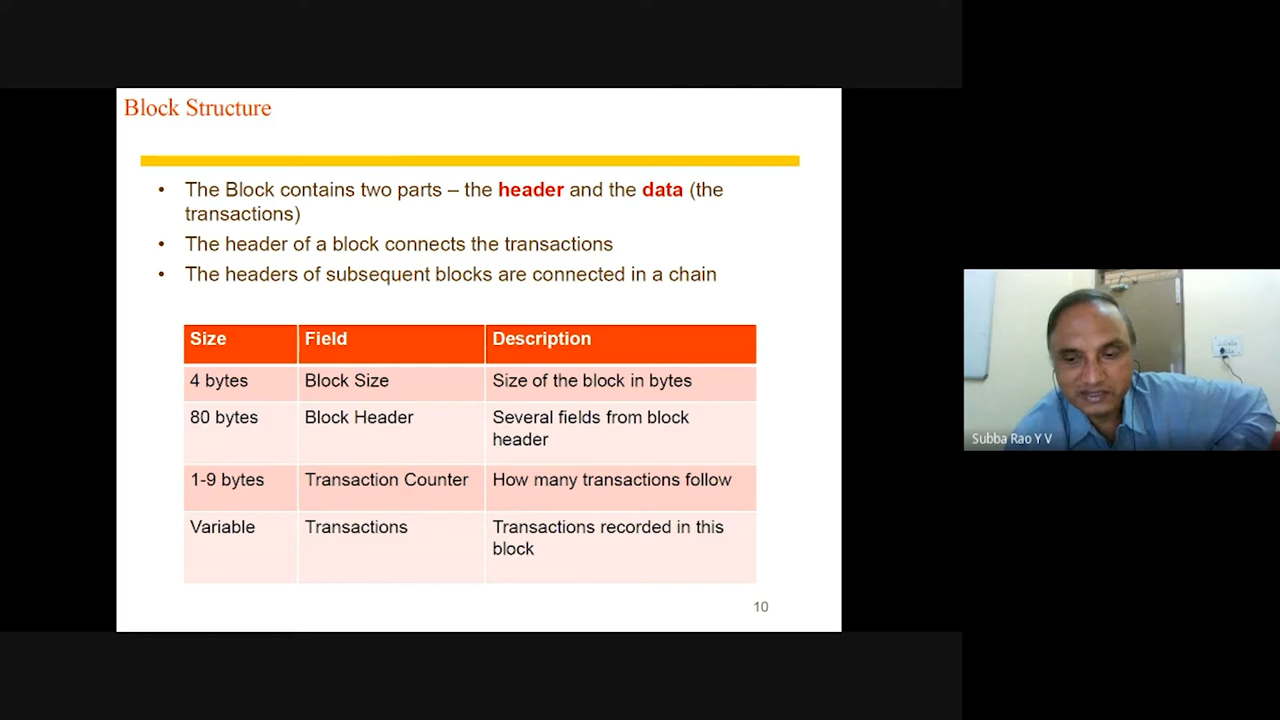 Block Structure
• The Block contains two parts – the header and the data (the
transactions)
• The header of a block connects the transactions
• The headers of subsequent blocks are connected in a chain
Size Field Description
4 bytes Block Size Size of the block in bytes
80 bytes Block Header Several fields from block
header
1-9 bytes Transaction Counter How many transactions follow
Variable Transactions Transactions recorded in this
block
10
Subba Rao Y V